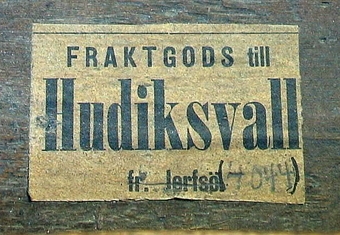 FRAKTGODS till
Hudiksvall
fr. Jerfsö (7044)